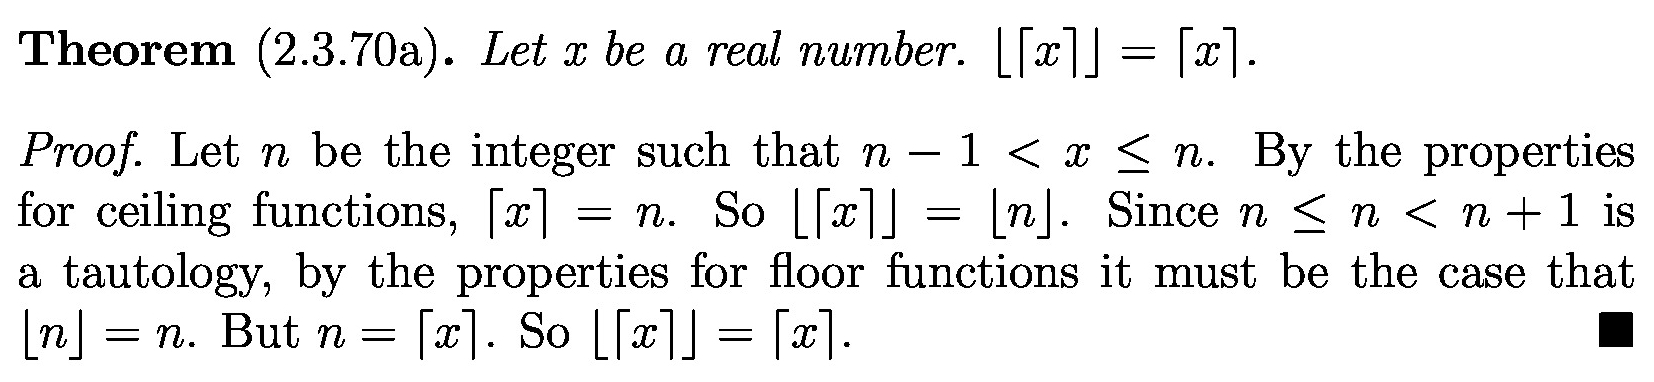 Theorem (2.3.70a). Let x be a real number. ⌊⌈x⌉⌋ = ⌈x⌉.
Proof. Let n be the integer such that n − 1 < x ≤ n. By the properties
for ceiling functions, ⌈x⌉ = n. So ⌊⌈x⌉⌋ = ⌊n⌋. Since n ≤ n < n + 1 is
a tautology, by the properties for floor functions it must be the case that
⌊n⌋ = n. But n = ⌈x⌉. So ⌊⌈x⌉⌋ = ⌈x⌉. ■